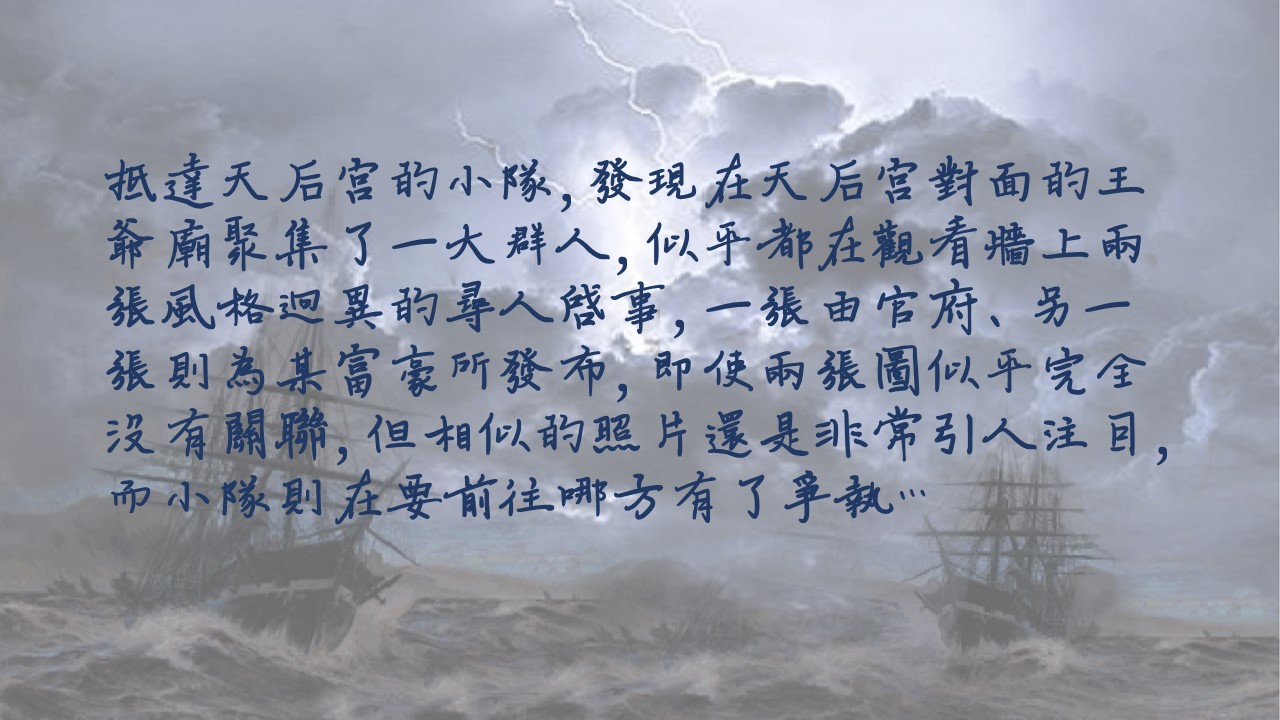 抵達天后宮的小隊，發現在天后宮對面的王
爺廟聚集了一大群人，似乎都在觀看牆上兩
張風格迥異的尋人啟事，一張由官府、另一
張則為某富豪所發布，即使兩張圖似乎完全
沒有關聯，但相似的照片還是非常引人注目，
而小隊則在要前往哪方有了爭執…